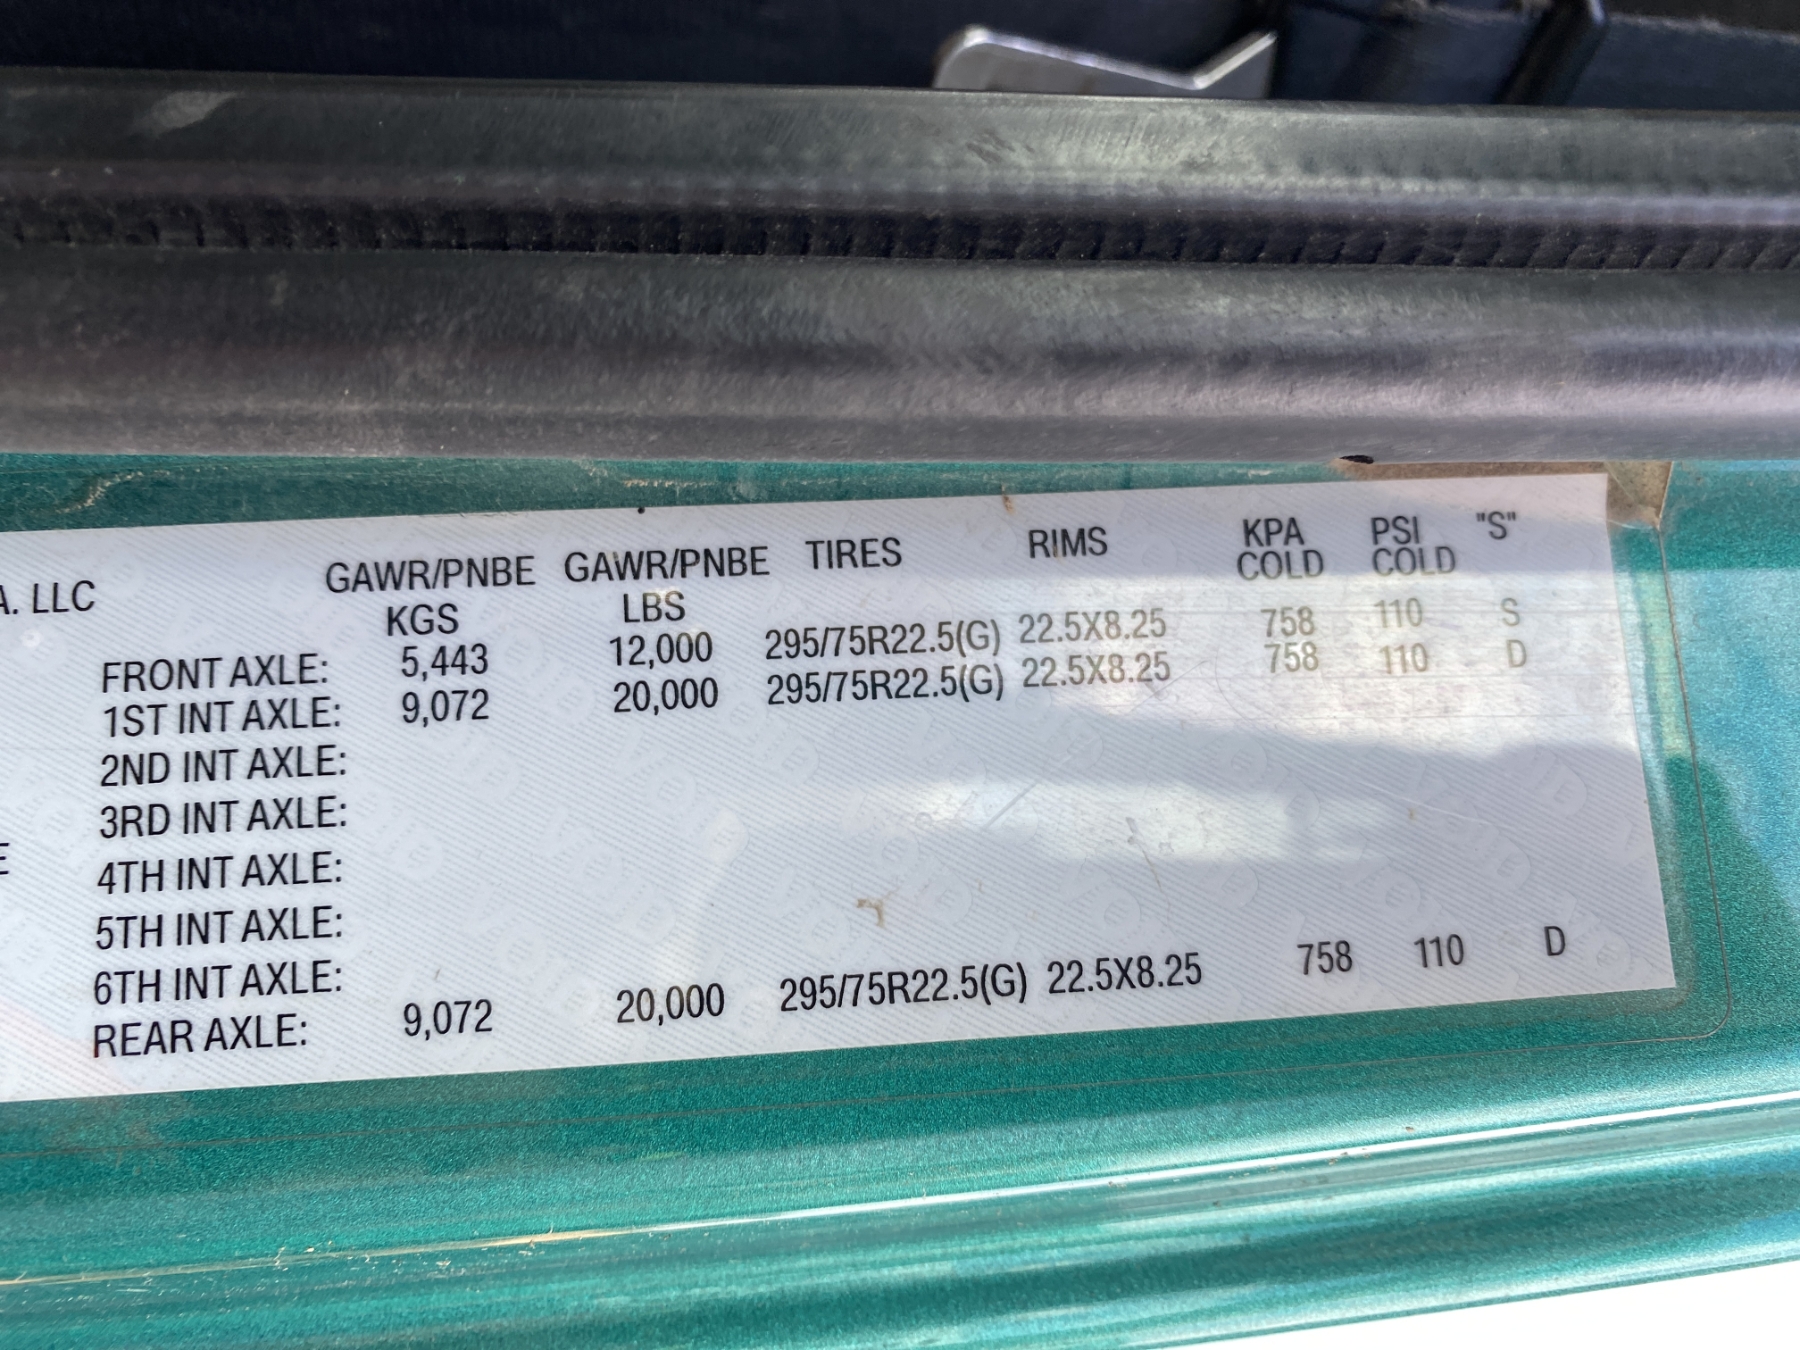 A. LLC
GAWR/PNBE KGS GAWR/PNBE LBS TIRES RIMS KPA COLD PSI COLD "S"
FRONT AXLE: 5,443 12,000 295/75R22.5(G) 22.5X8.25 758 110 S
1ST INT AXLE: 9,072 20,000 295/75R22.5(G) 22.5X8.25 758 110 D
2ND INT AXLE:
3RD INT AXLE:
4TH INT AXLE:
5TH INT AXLE:
6TH INT AXLE:
REAR AXLE: 9,072 20,000 295/75R22.5(G) 22.5X8.25 758 110 D